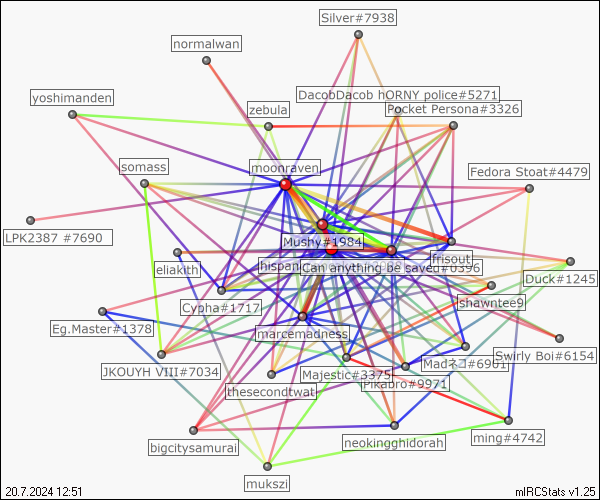 Silver#7938
normalwan
DacobDacob hORNY police#5271
yoshimanden
zebula
Pocket Persona#3326
somass
moonraven
Fedora Stoat#4479
LPK2387 #7690
Mushy#1984
frisout
eliakith
hispan
Can anything be saved#0396
Duck#1245
Cypha#1717
shawntee9
Eg.Master#1378
marcemadness
Swirly Boi#6154
JKOUYH VIII#7034
Majestic#3375
Madネコ#6961
thesecondtwat
Pikabro#9971
bigcitysamurai
neokingghidorah
ming#4742
mukszi
20.7.2024 12:51
mIRCStats v1.25